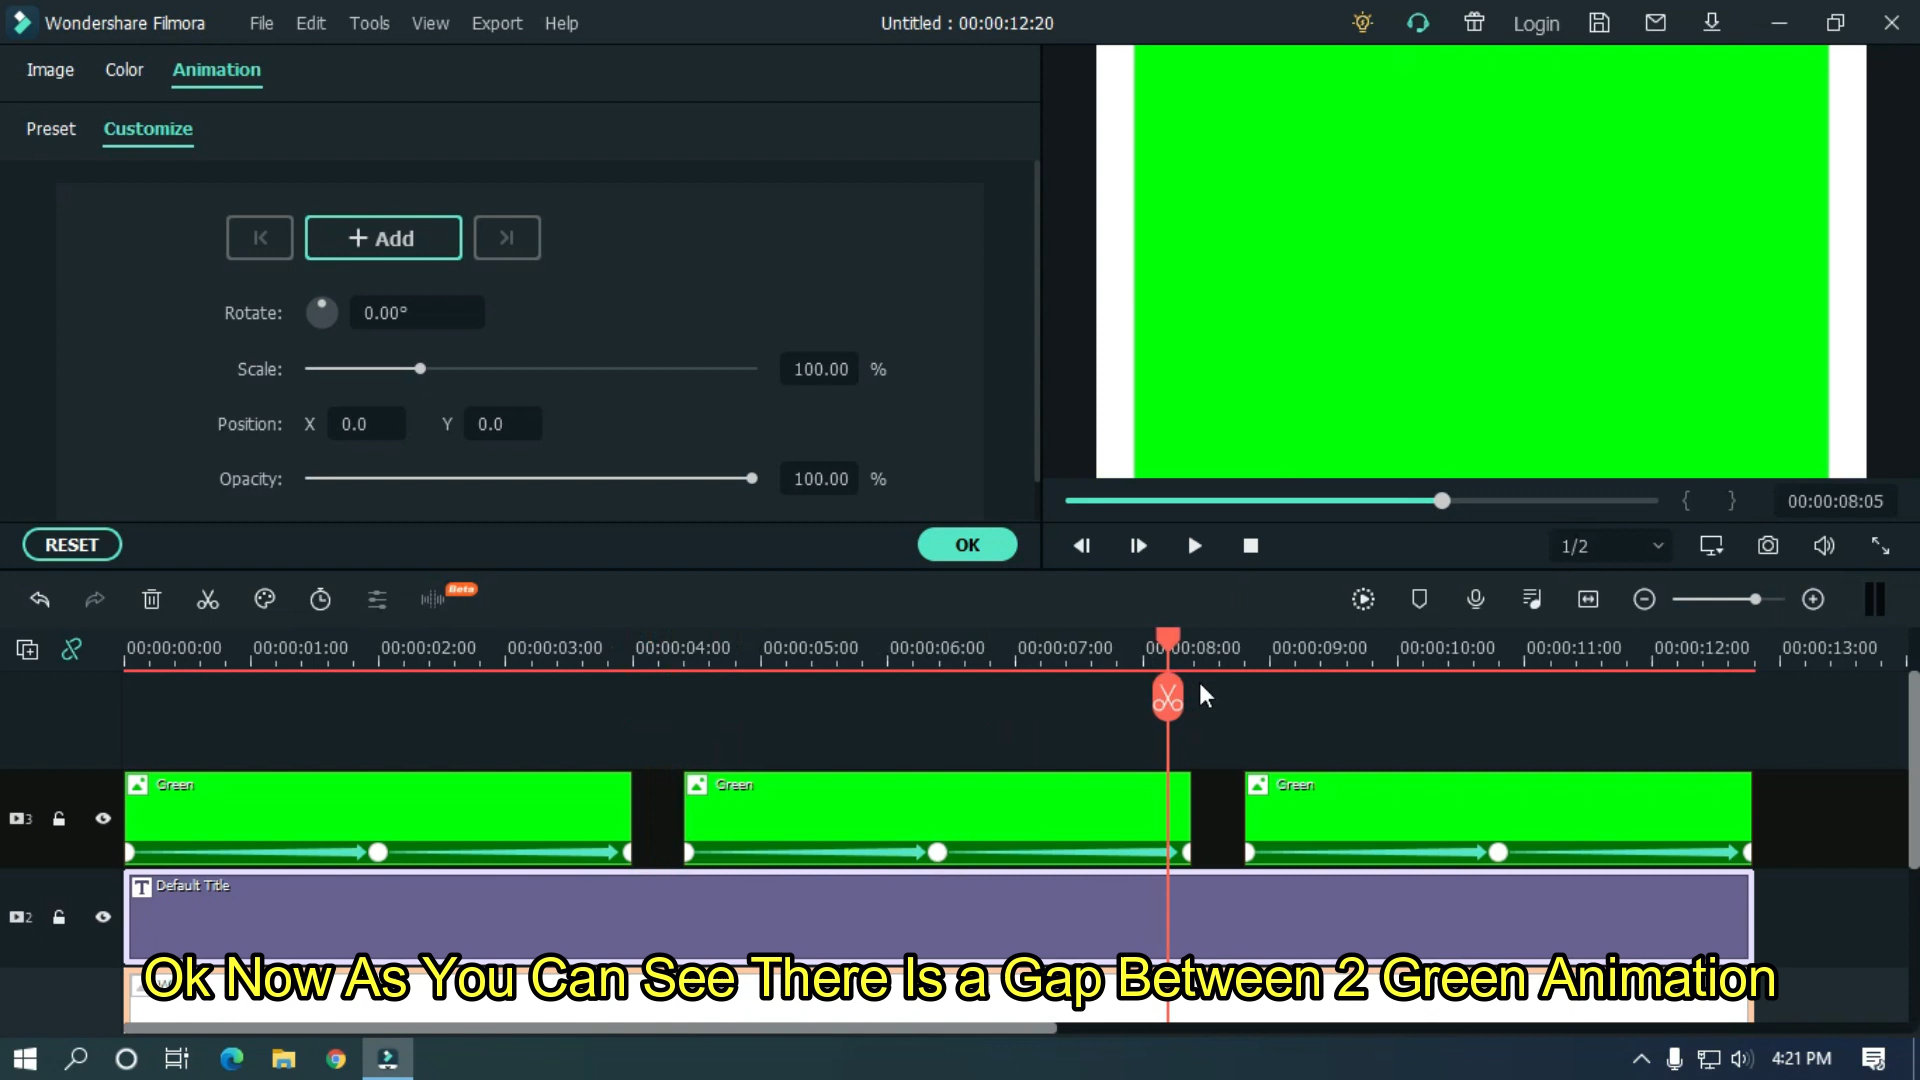 Wondershare Filmora File Edit Tools View Export Help Untitled : 00:00:12:20 Login
Image Color Animation
Preset Customize
+ Add
Rotate: 0.00°
Scale: 100.00 %
Position: X 0.0 Y 0.0
Opacity: 100.00 %
{ } 00:00:08:05
RESET OK 1/2
Beta
00:00:00:00 00:00:01:00 00:00:02:00 00:00:03:00 00:00:04:00 00:00:05:00 00:00:06:00 00:00:07:00 00:00:08:00 00:00:09:00 00:00:10:00 00:00:11:00 00:00:12:00 00:00:13:00
Green Green Green
3
T Default Title
2
Ok Now As You Can See There Is a Gap Between 2 Green Animation
4:21 PM